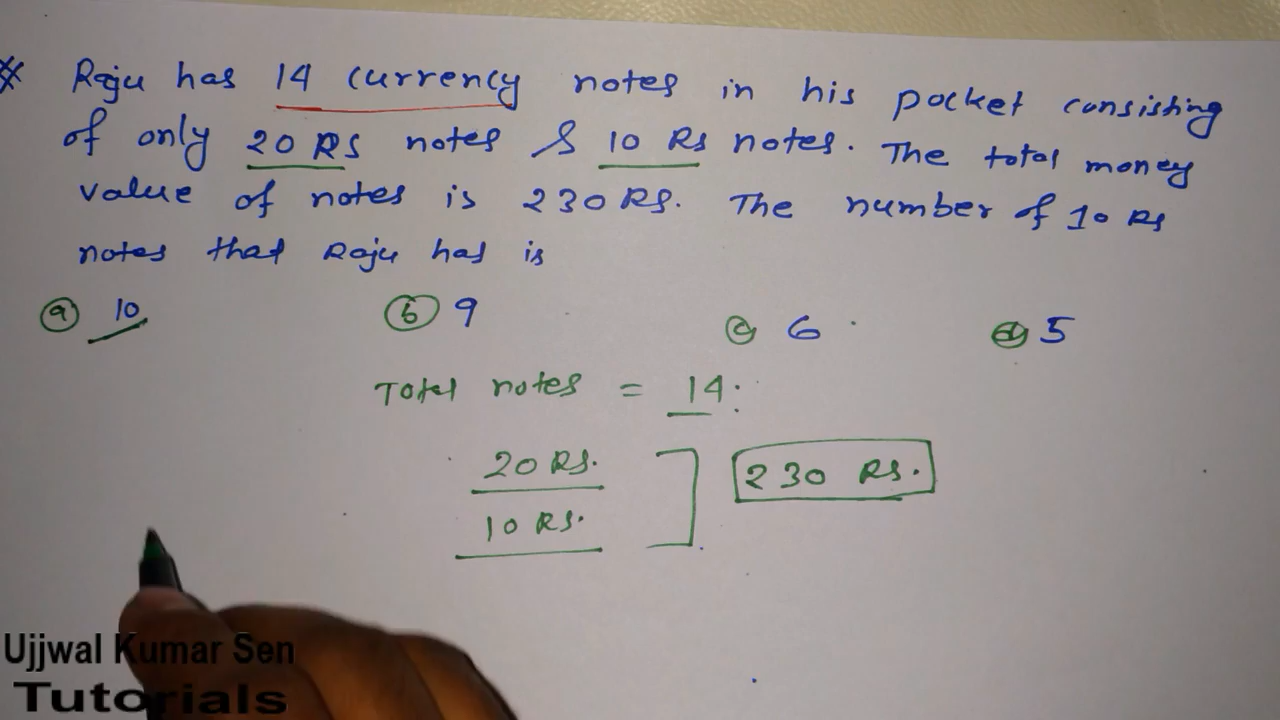 * Raju has 14 currency notes in his pocket consisting
of only 20 RS notes & 10 Rs notes. The total money
value of notes is 230 RS. The number of 10 Rs
notes that Raju has is
(a) 10 (b) 9 (c) 6 (d) 5
Total notes = 14:
20 RS.
10 RS.
230 RS.
Ujjwal Kumar Sen
Tutorials